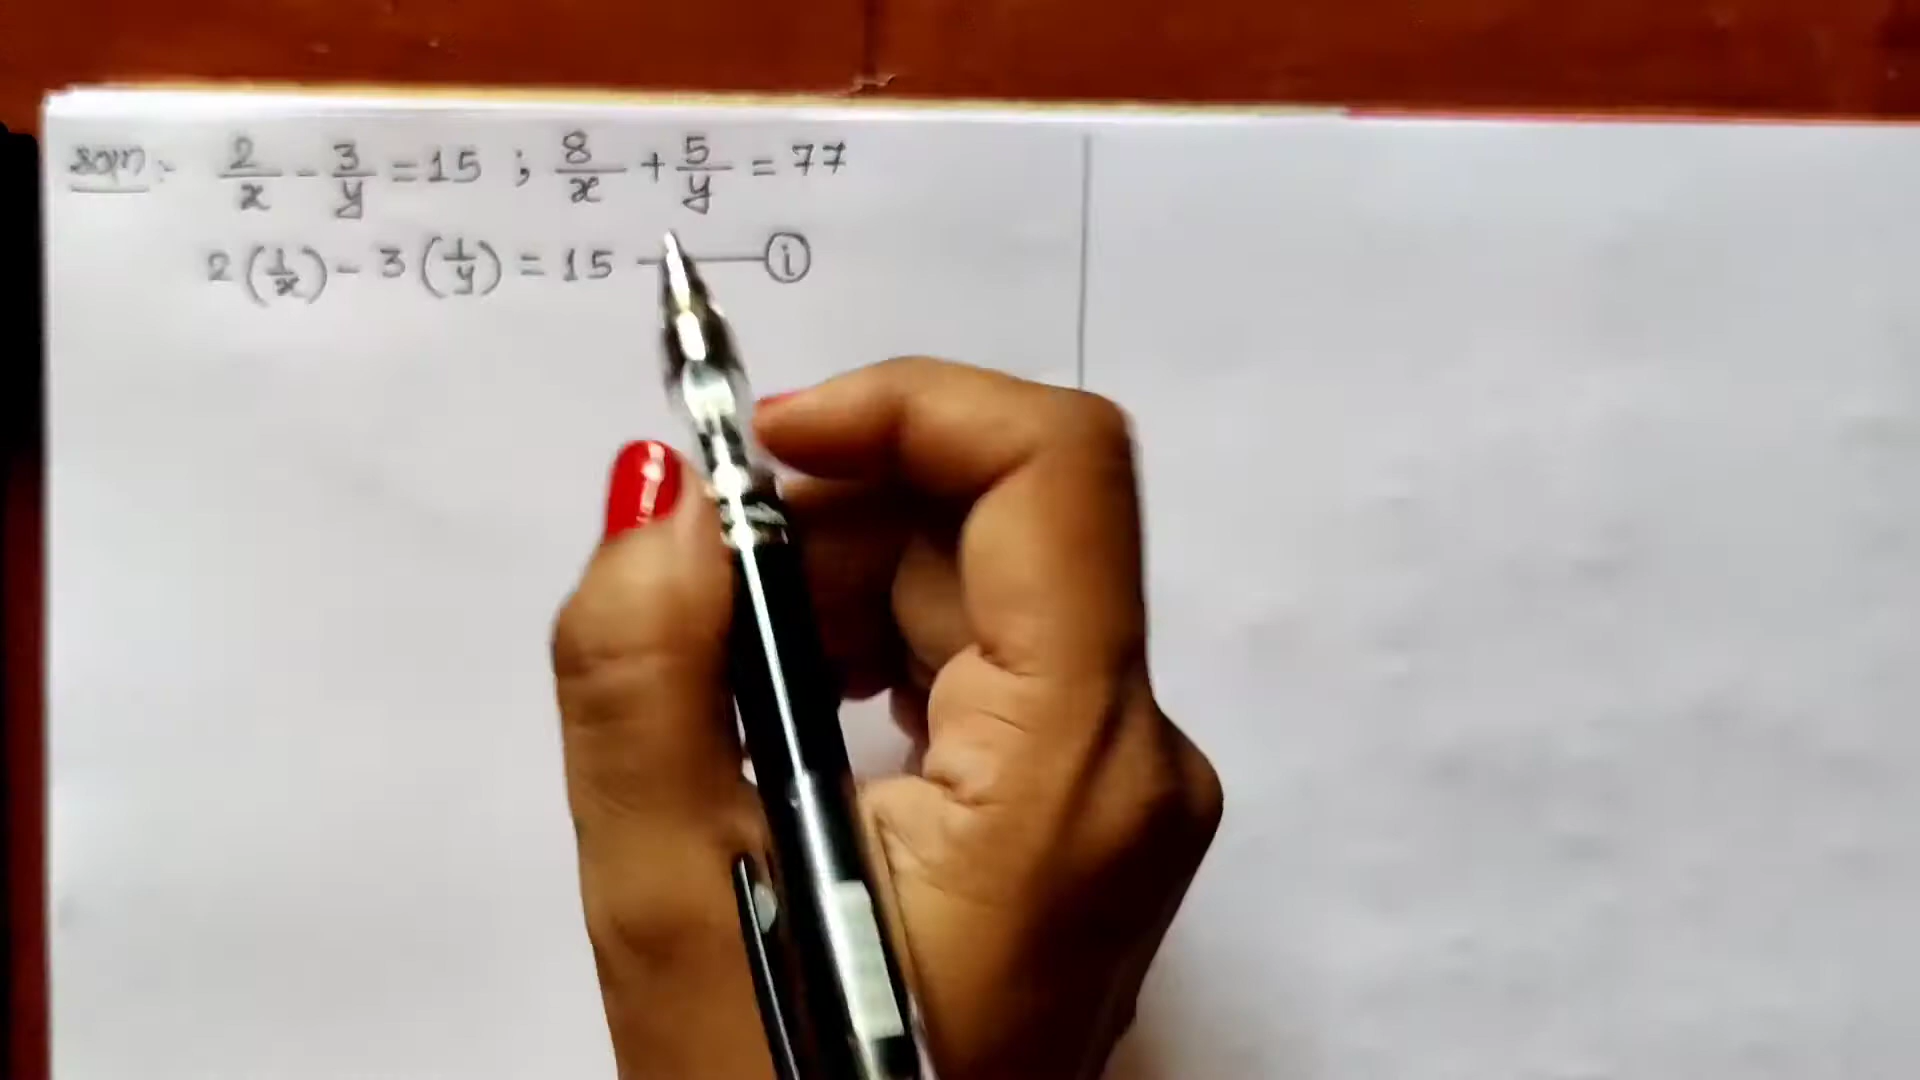 Soln:- 2/x - 3/y = 15 ; 8/x + 5/y = 77
2(1/x) - 3(1/y) = 15 — (i)